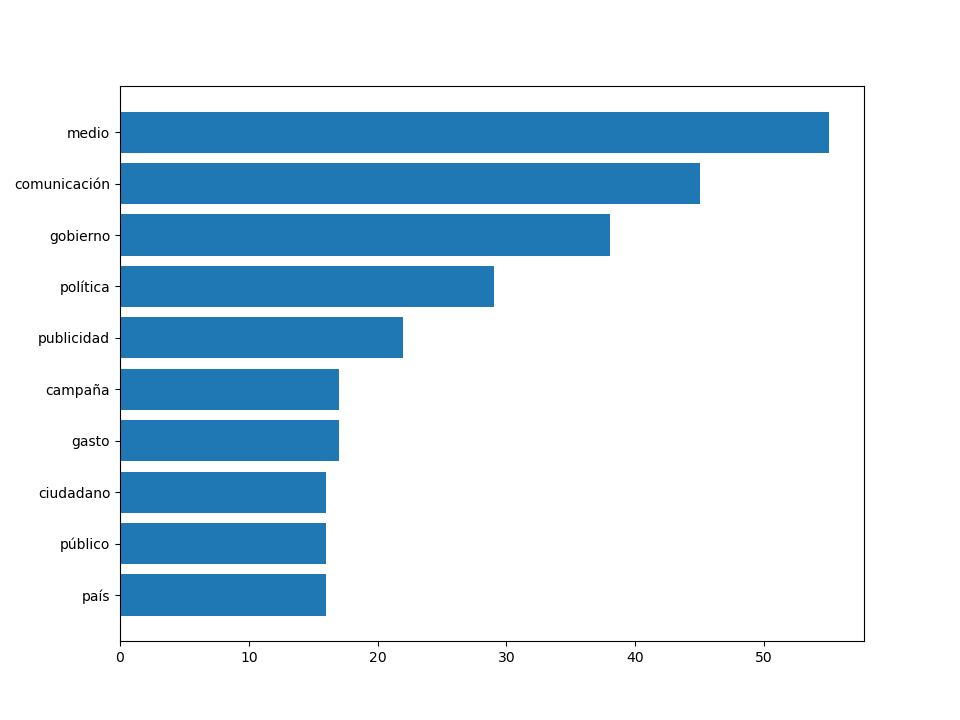 medio
comunicación
gobierno
política
publicidad
campaña
gasto
ciudadano
público
país
0 10 20 30 40 50